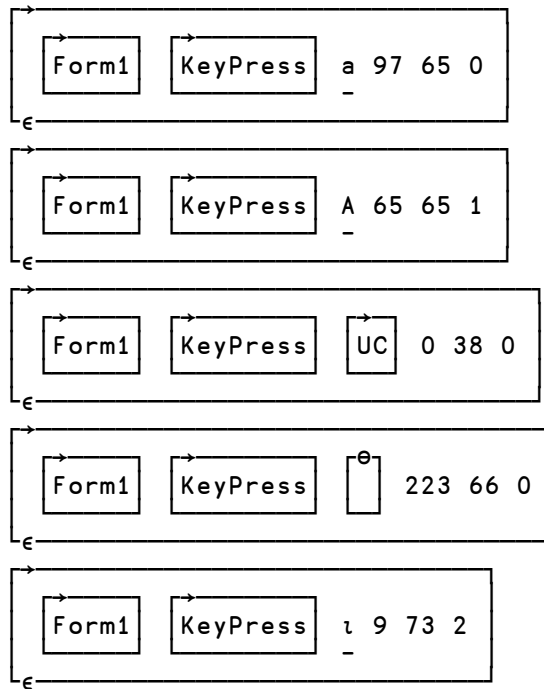 Form1 KeyPress a 97 65 0
Form1 KeyPress A 65 65 1
Form1 KeyPress UC 0 38 0
Form1 KeyPress 223 66 0
Form1 KeyPress ⍳ 9 73 2